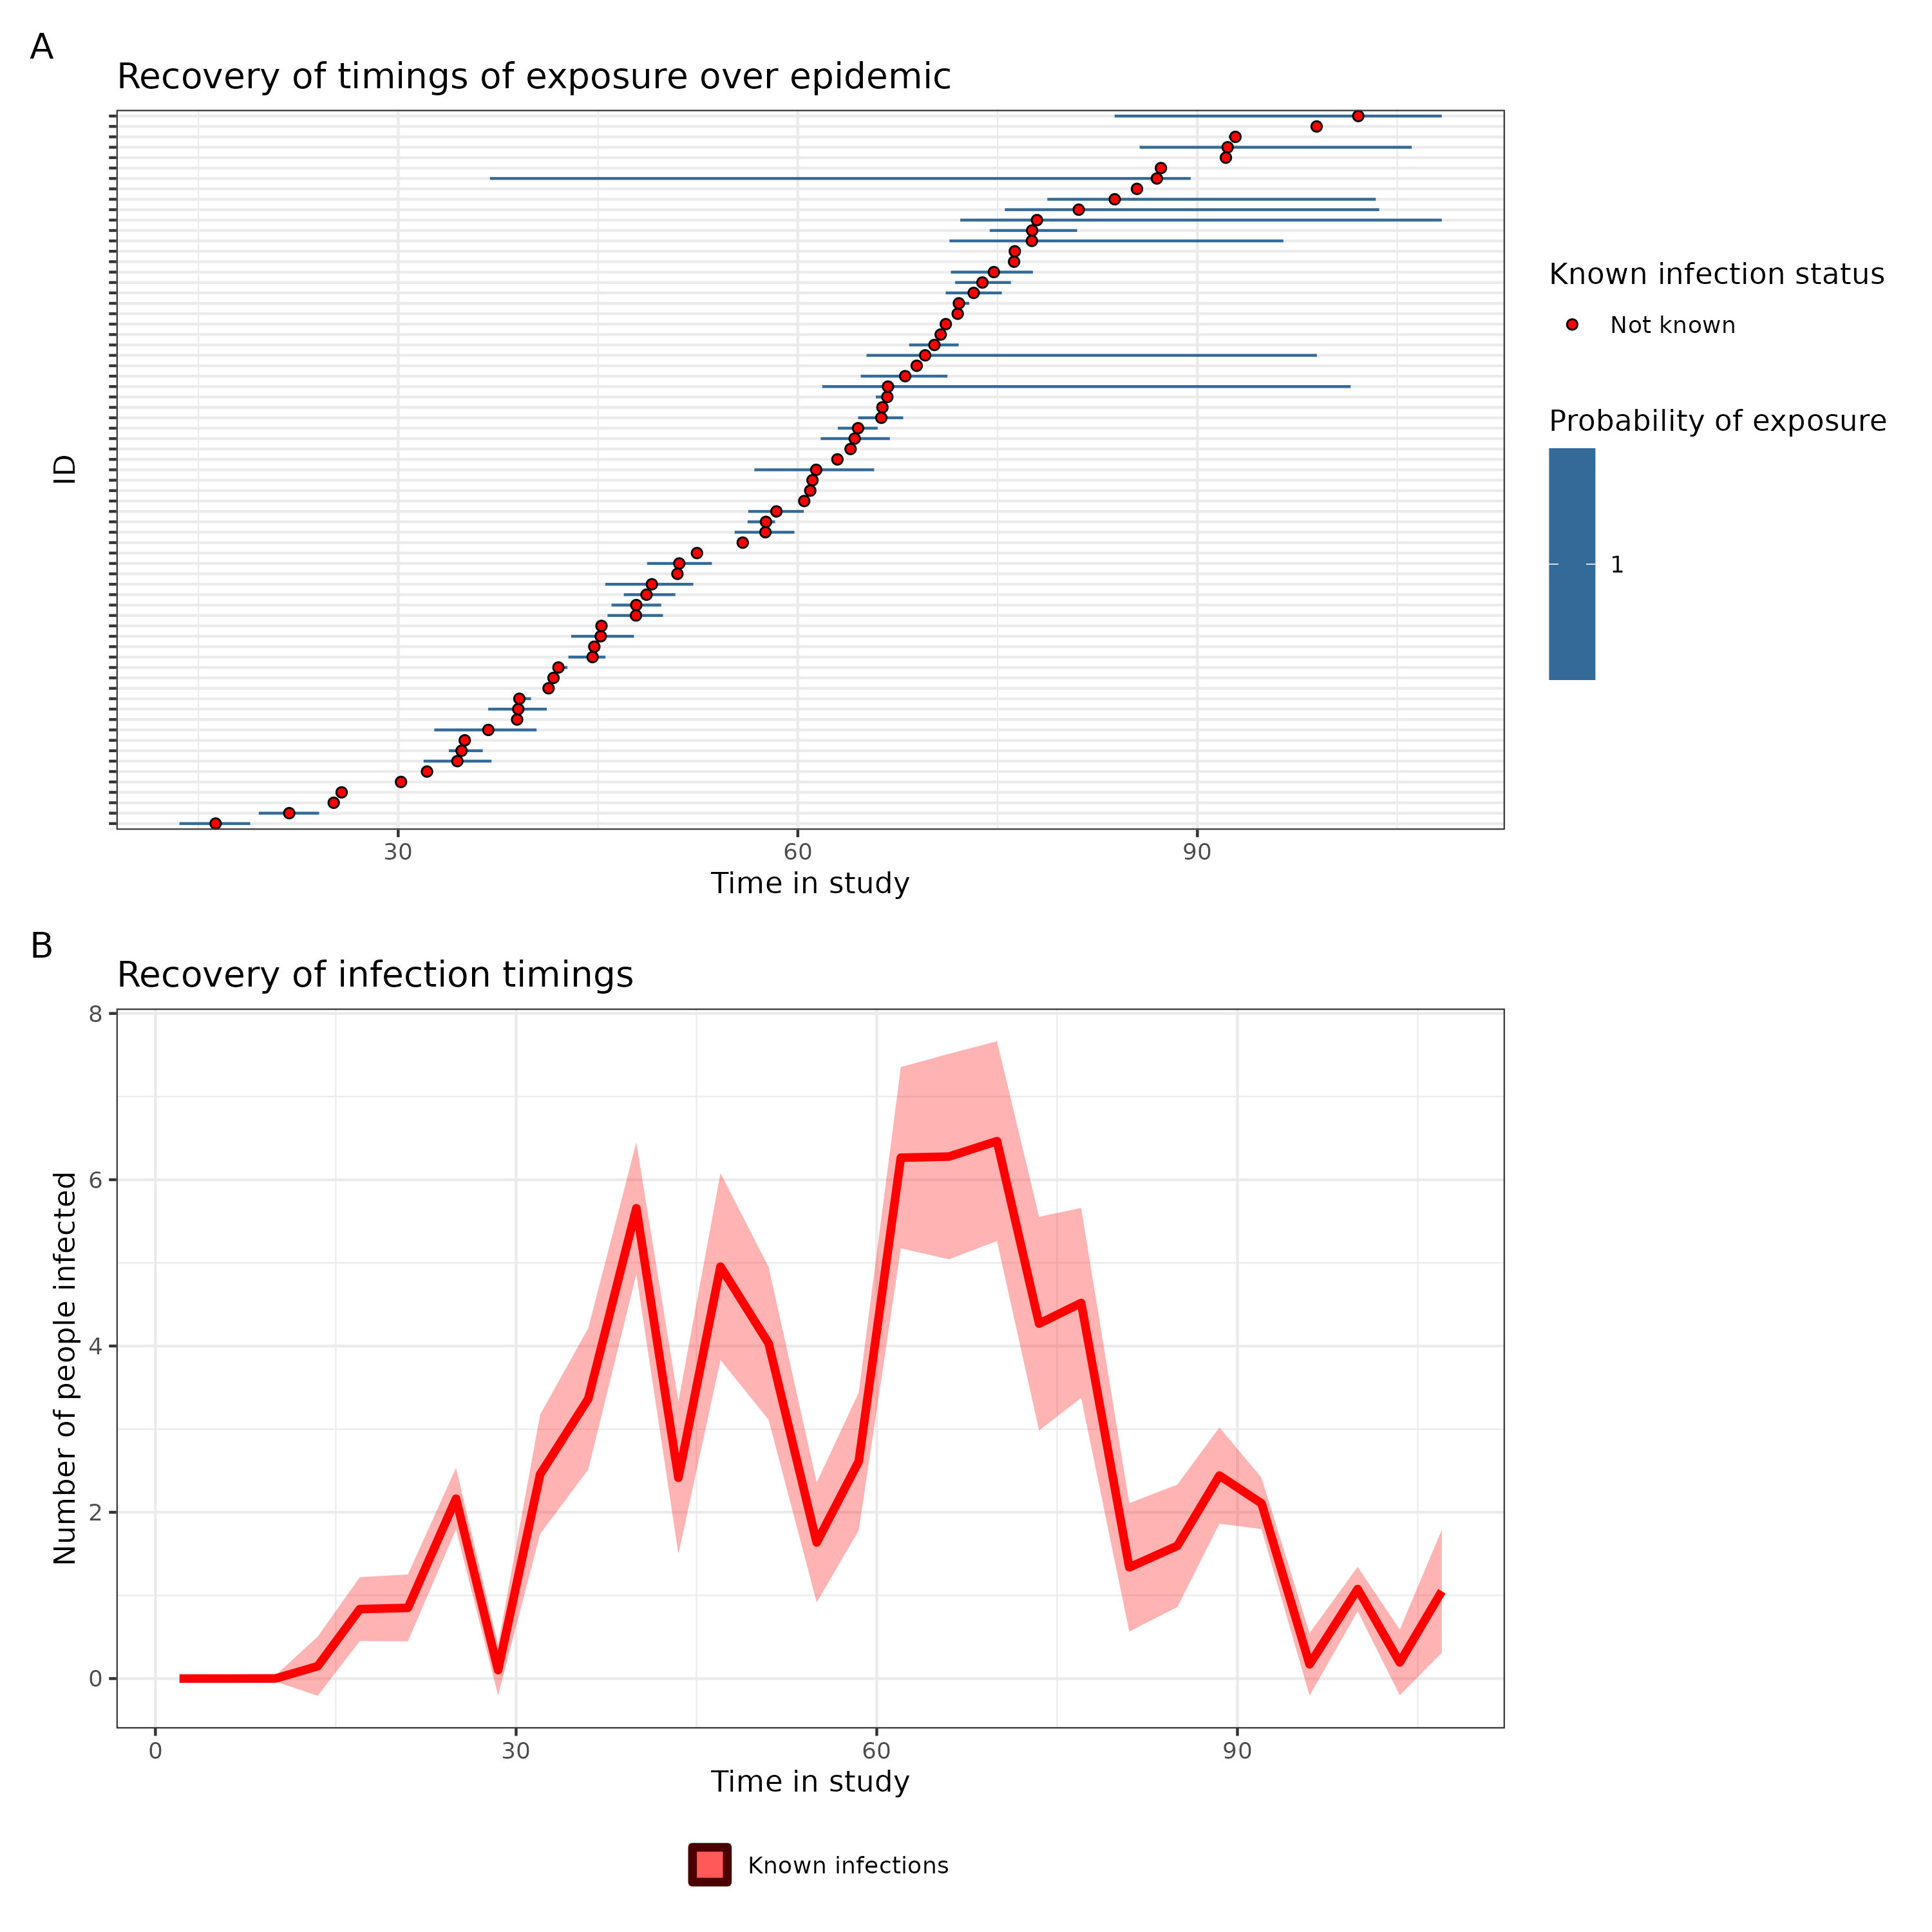 A
Recovery of timings of exposure over epidemic
ID
30 60 90
Time in study
Known infection status
Not known
Probability of exposure
1
B
Recovery of infection timings
Number of people infected
8
6
4
2
0
0 30 60 90
Time in study
Known infections